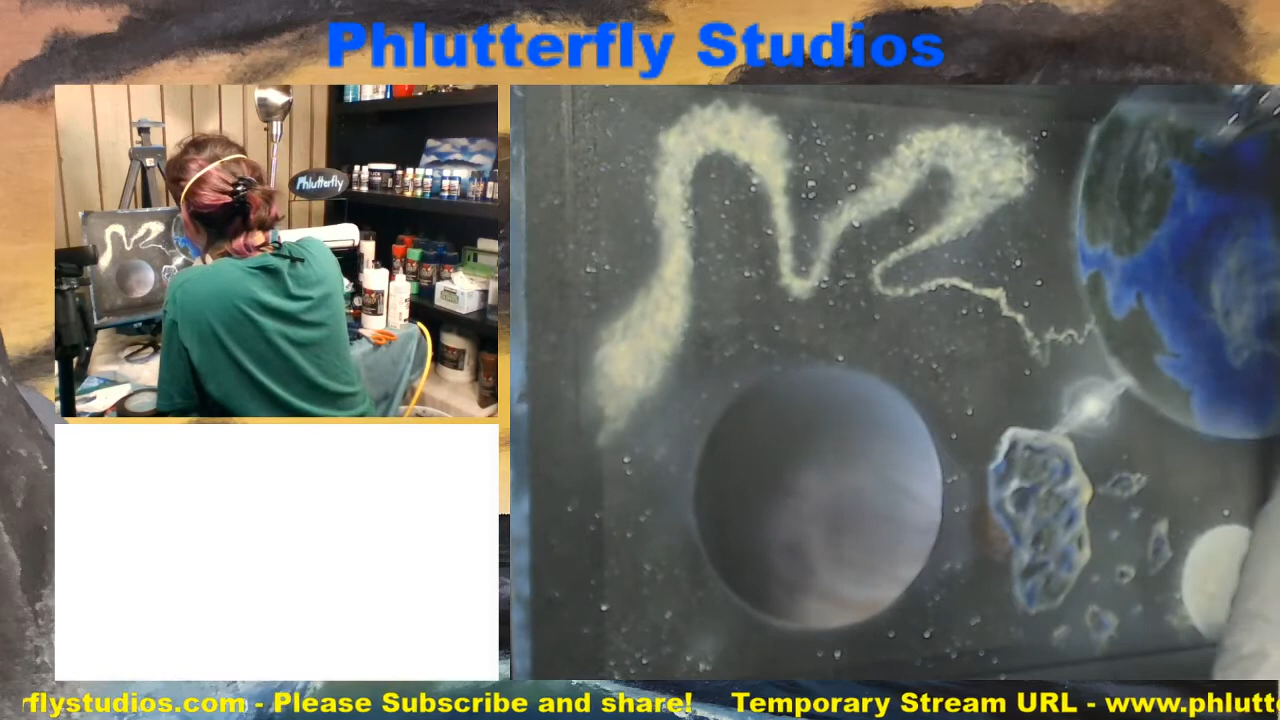 Phlutterfly Studios
Phlutterfly
flystudios.com - Please Subscribe and share! Temporary Stream URL - www.phlutt